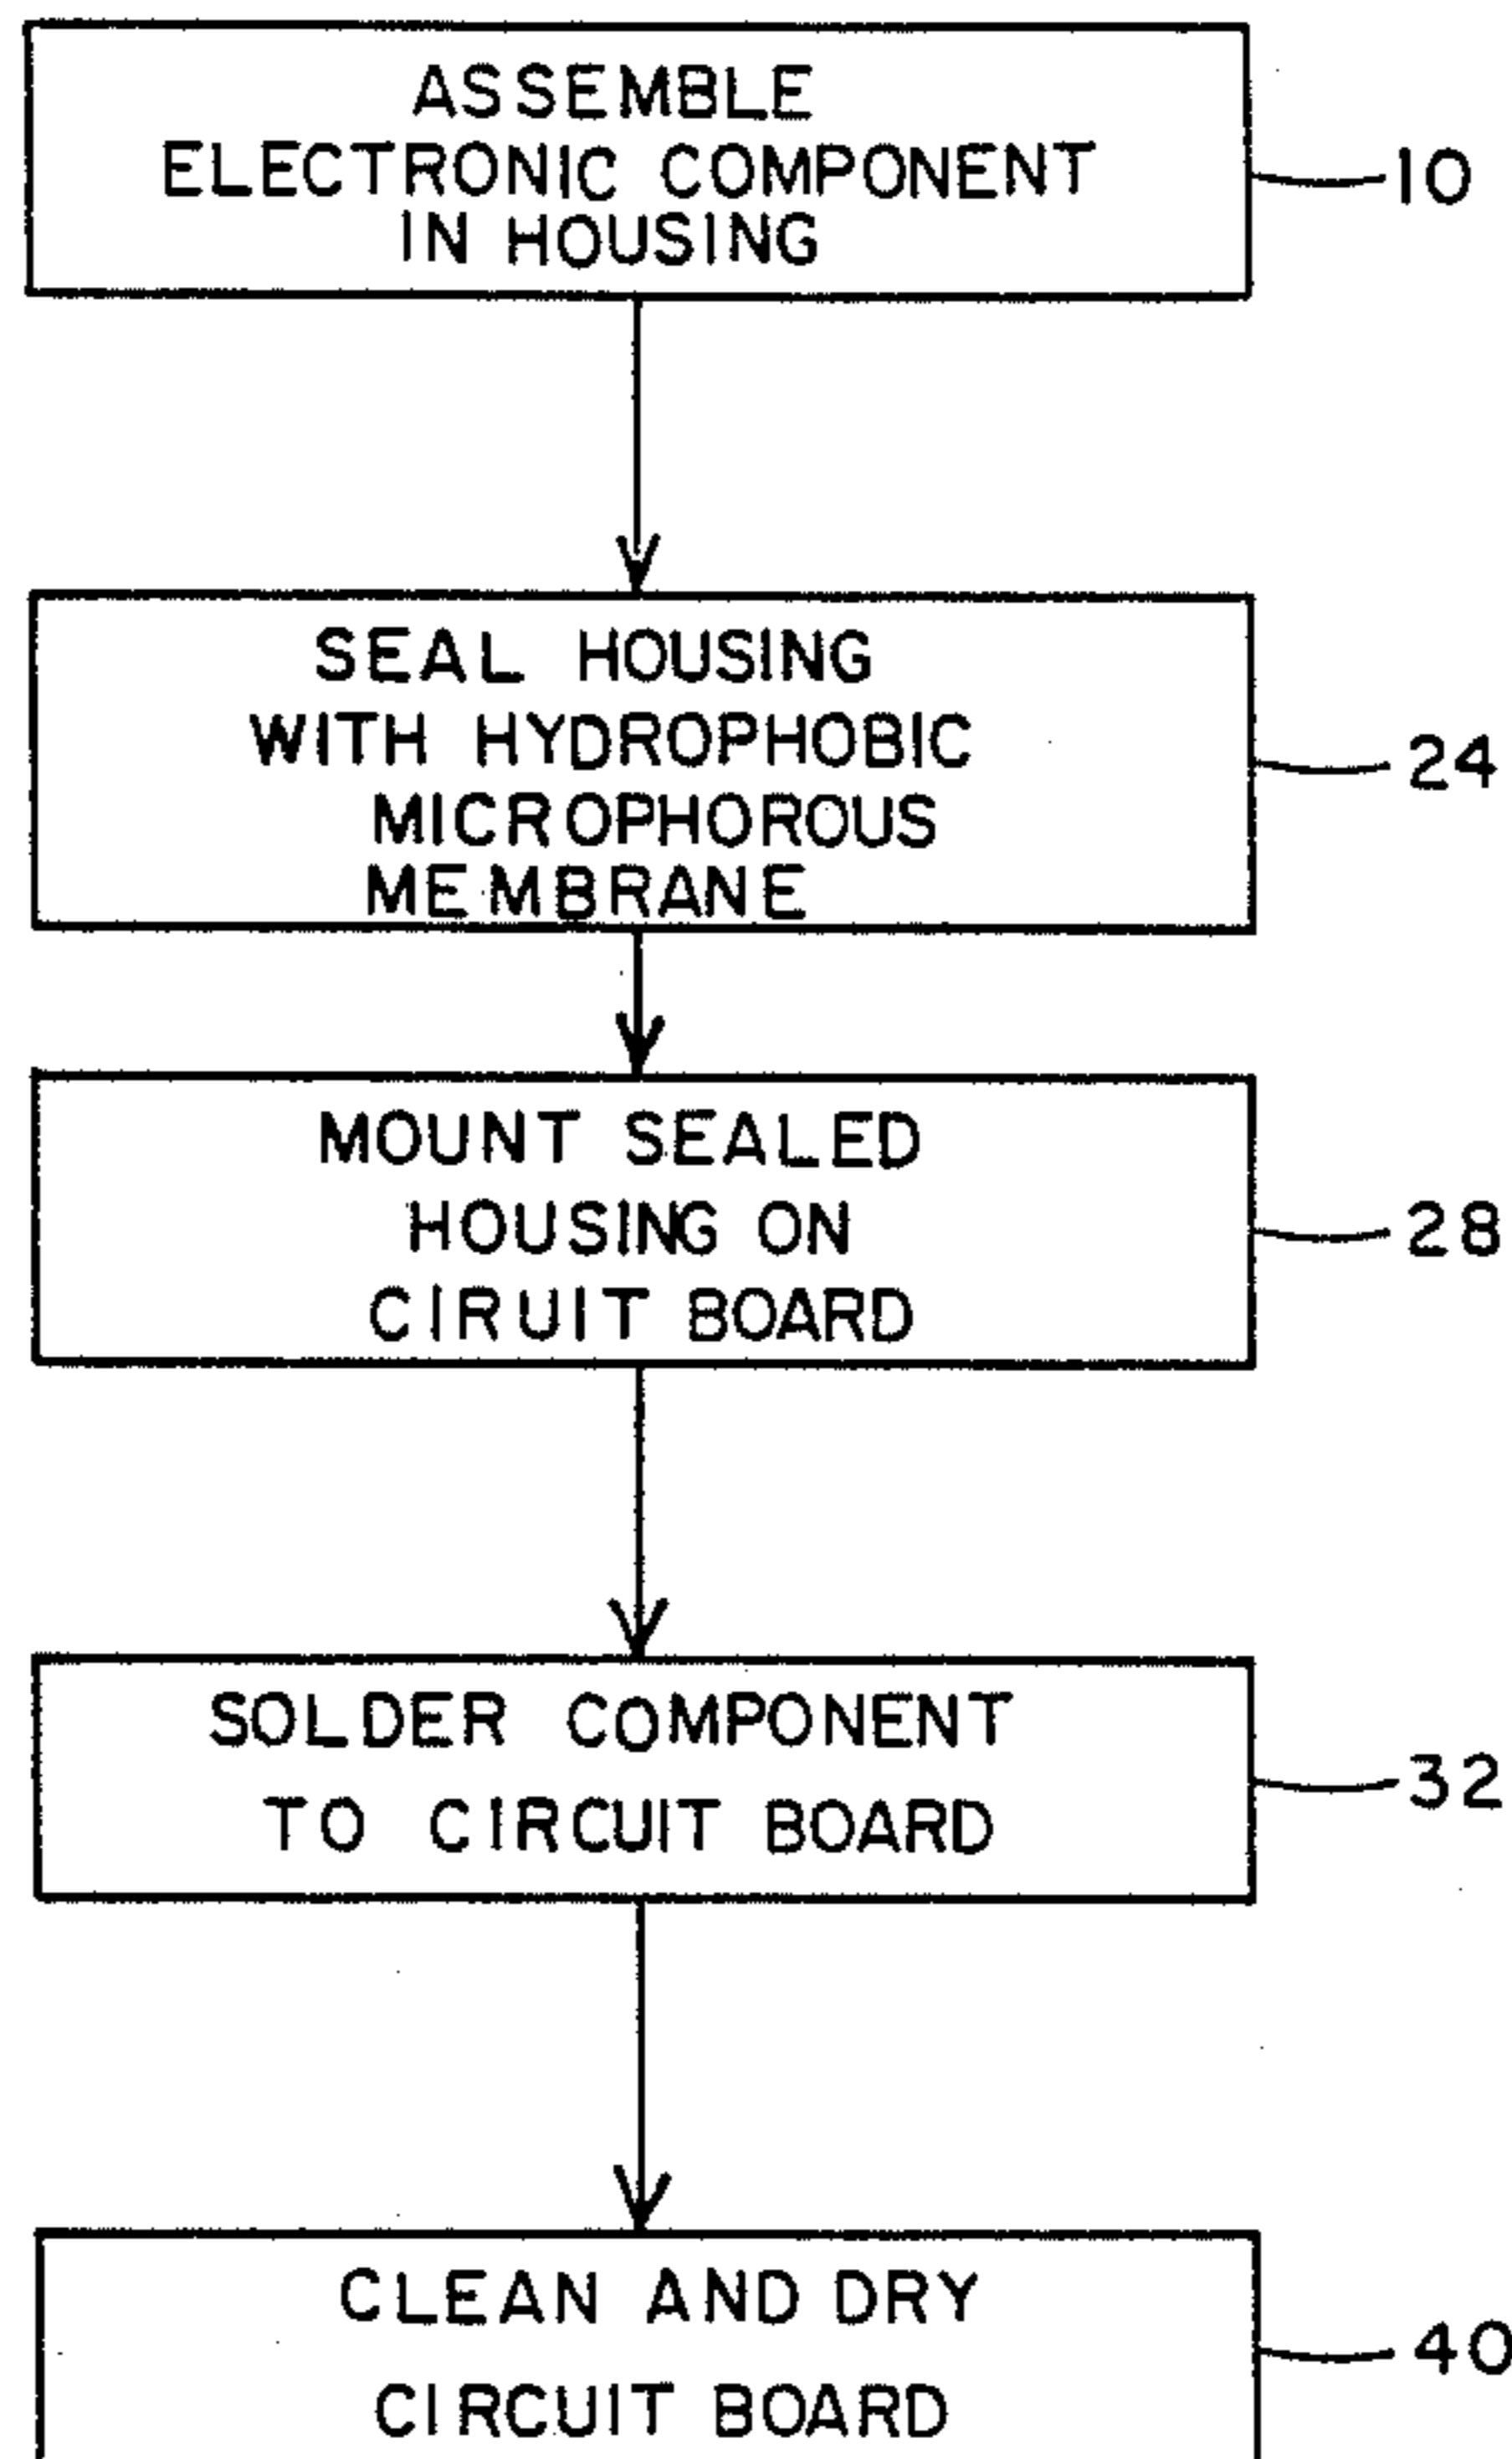 ASSEMBLE
ELECTRONIC COMPONENT
IN HOUSING
10
SEAL HOUSING
WITH HYDROPHOBIC
MICROPHOROUS
MEMBRANE
24
MOUNT SEALED
HOUSING ON
CIRUIT BOARD
28
SOLDER COMPONENT
TO CIRCUIT BOARD
32
CLEAN AND DRY
CIRCUIT BOARD
40